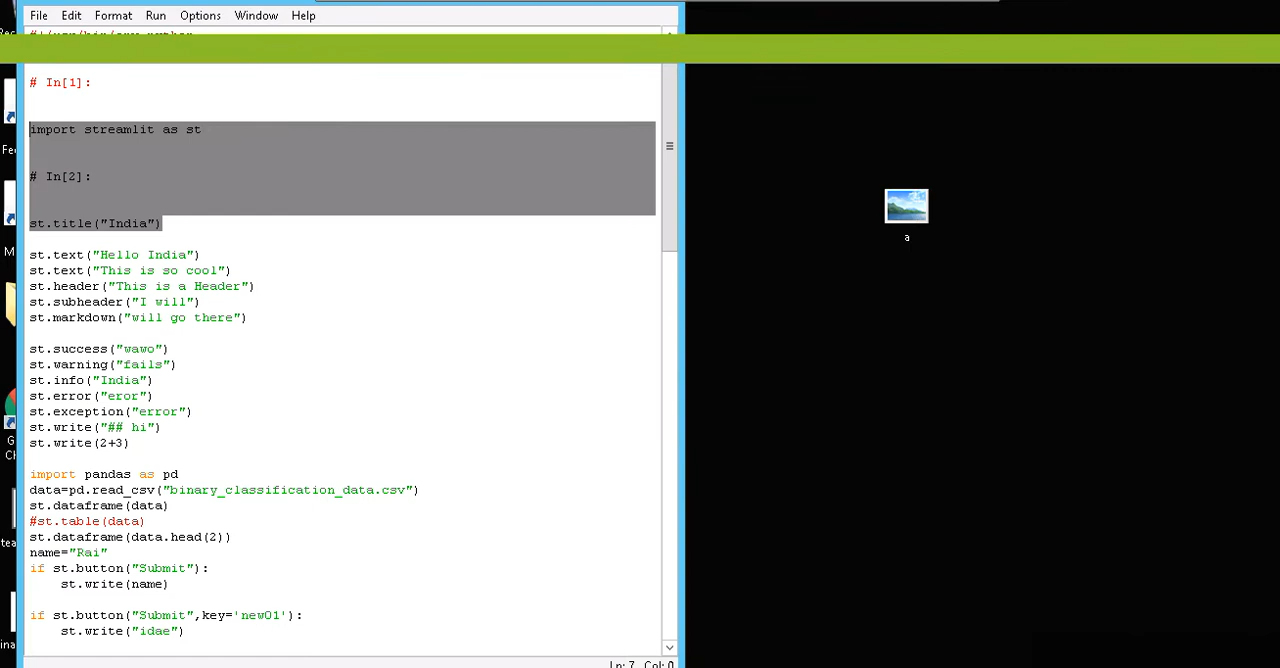 File Edit Format Run Options Window Help
# In[1]:
import streamlit as st
# In[2]:
st.title("India")
st.text("Hello India")
st.text("This is so cool")
st.header("This is a Header")
st.subheader("I will")
st.markdown("will go there")
st.success("wawo")
st.warning("fails")
st.info("India")
st.error("eror")
st.exception("error")
st.write("## hi")
st.write(2+3)
import pandas as pd
data=pd.read_csv("binary_classification_data.csv")
st.dataframe(data)
#st.table(data)
st.dataframe(data.head(2))
name="Rai"
if st.button("Submit"):
st.write(name)
if st.button("Submit",key='new01'):
st.write("idae")
Ln: 7 Col: 0
a